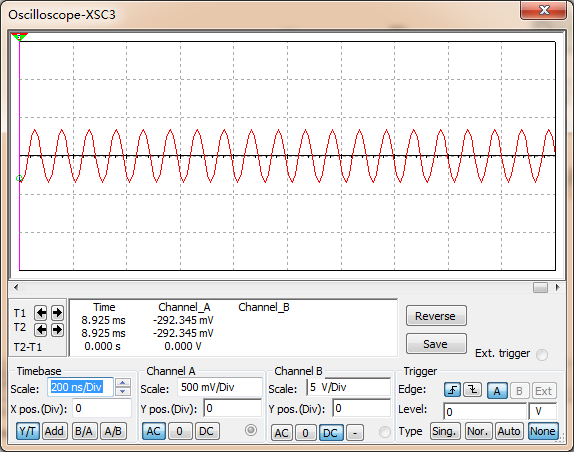 Oscilloscope-XSC3
T1
T2
T2-T1
Time Channel_A Channel_B
8.925 ms -292.345 mV
8.925 ms -292.345 mV
0.000 s 0.000 V
Reverse
Save
Ext. trigger
Timebase
Scale: 200 ns/Div
X pos.(Div): 0
Y/T Add B/A A/B
Channel A
Scale: 500 mV/Div
Y pos.(Div): 0
AC 0 DC
Channel B
Scale: 5 V/Div
Y pos.(Div): 0
AC 0 DC -
Trigger
Edge: A B Ext
Level: 0 V
Type Sing. Nor. Auto None